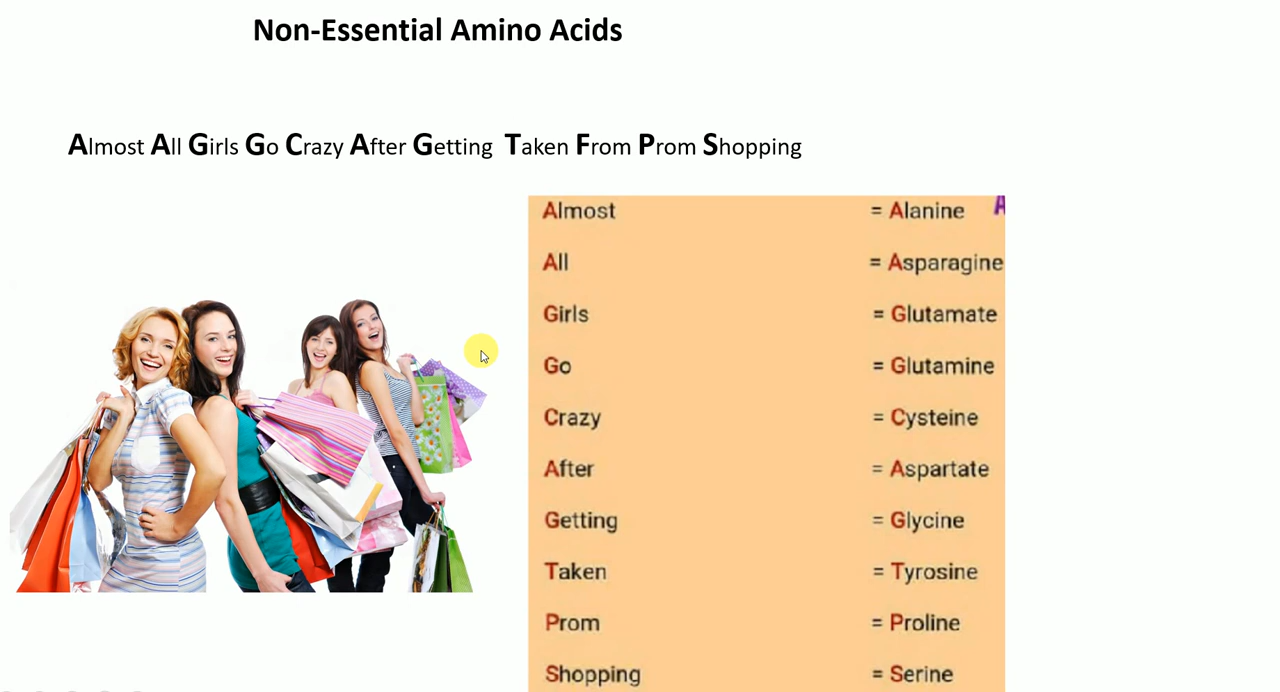 Non-Essential Amino Acids
Almost All Girls Go Crazy After Getting Taken From Prom Shopping
Almost = Alanine A
All = Asparagine
Girls = Glutamate
Go = Glutamine
Crazy = Cysteine
After = Aspartate
Getting = Glycine
Taken = Tyrosine
Prom = Proline
Shopping = Serine